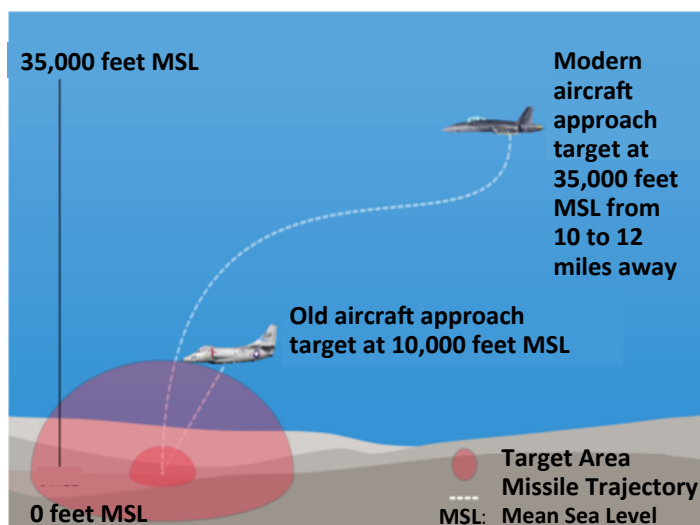 35,000 feet MSL
Modern
aircraft
approach
target at
35,000 feet
MSL from
10 to 12
miles away
Old aircraft approach
target at 10,000 feet MSL
Target Area
Missile Trajectory
MSL: Mean Sea Level
0 feet MSL